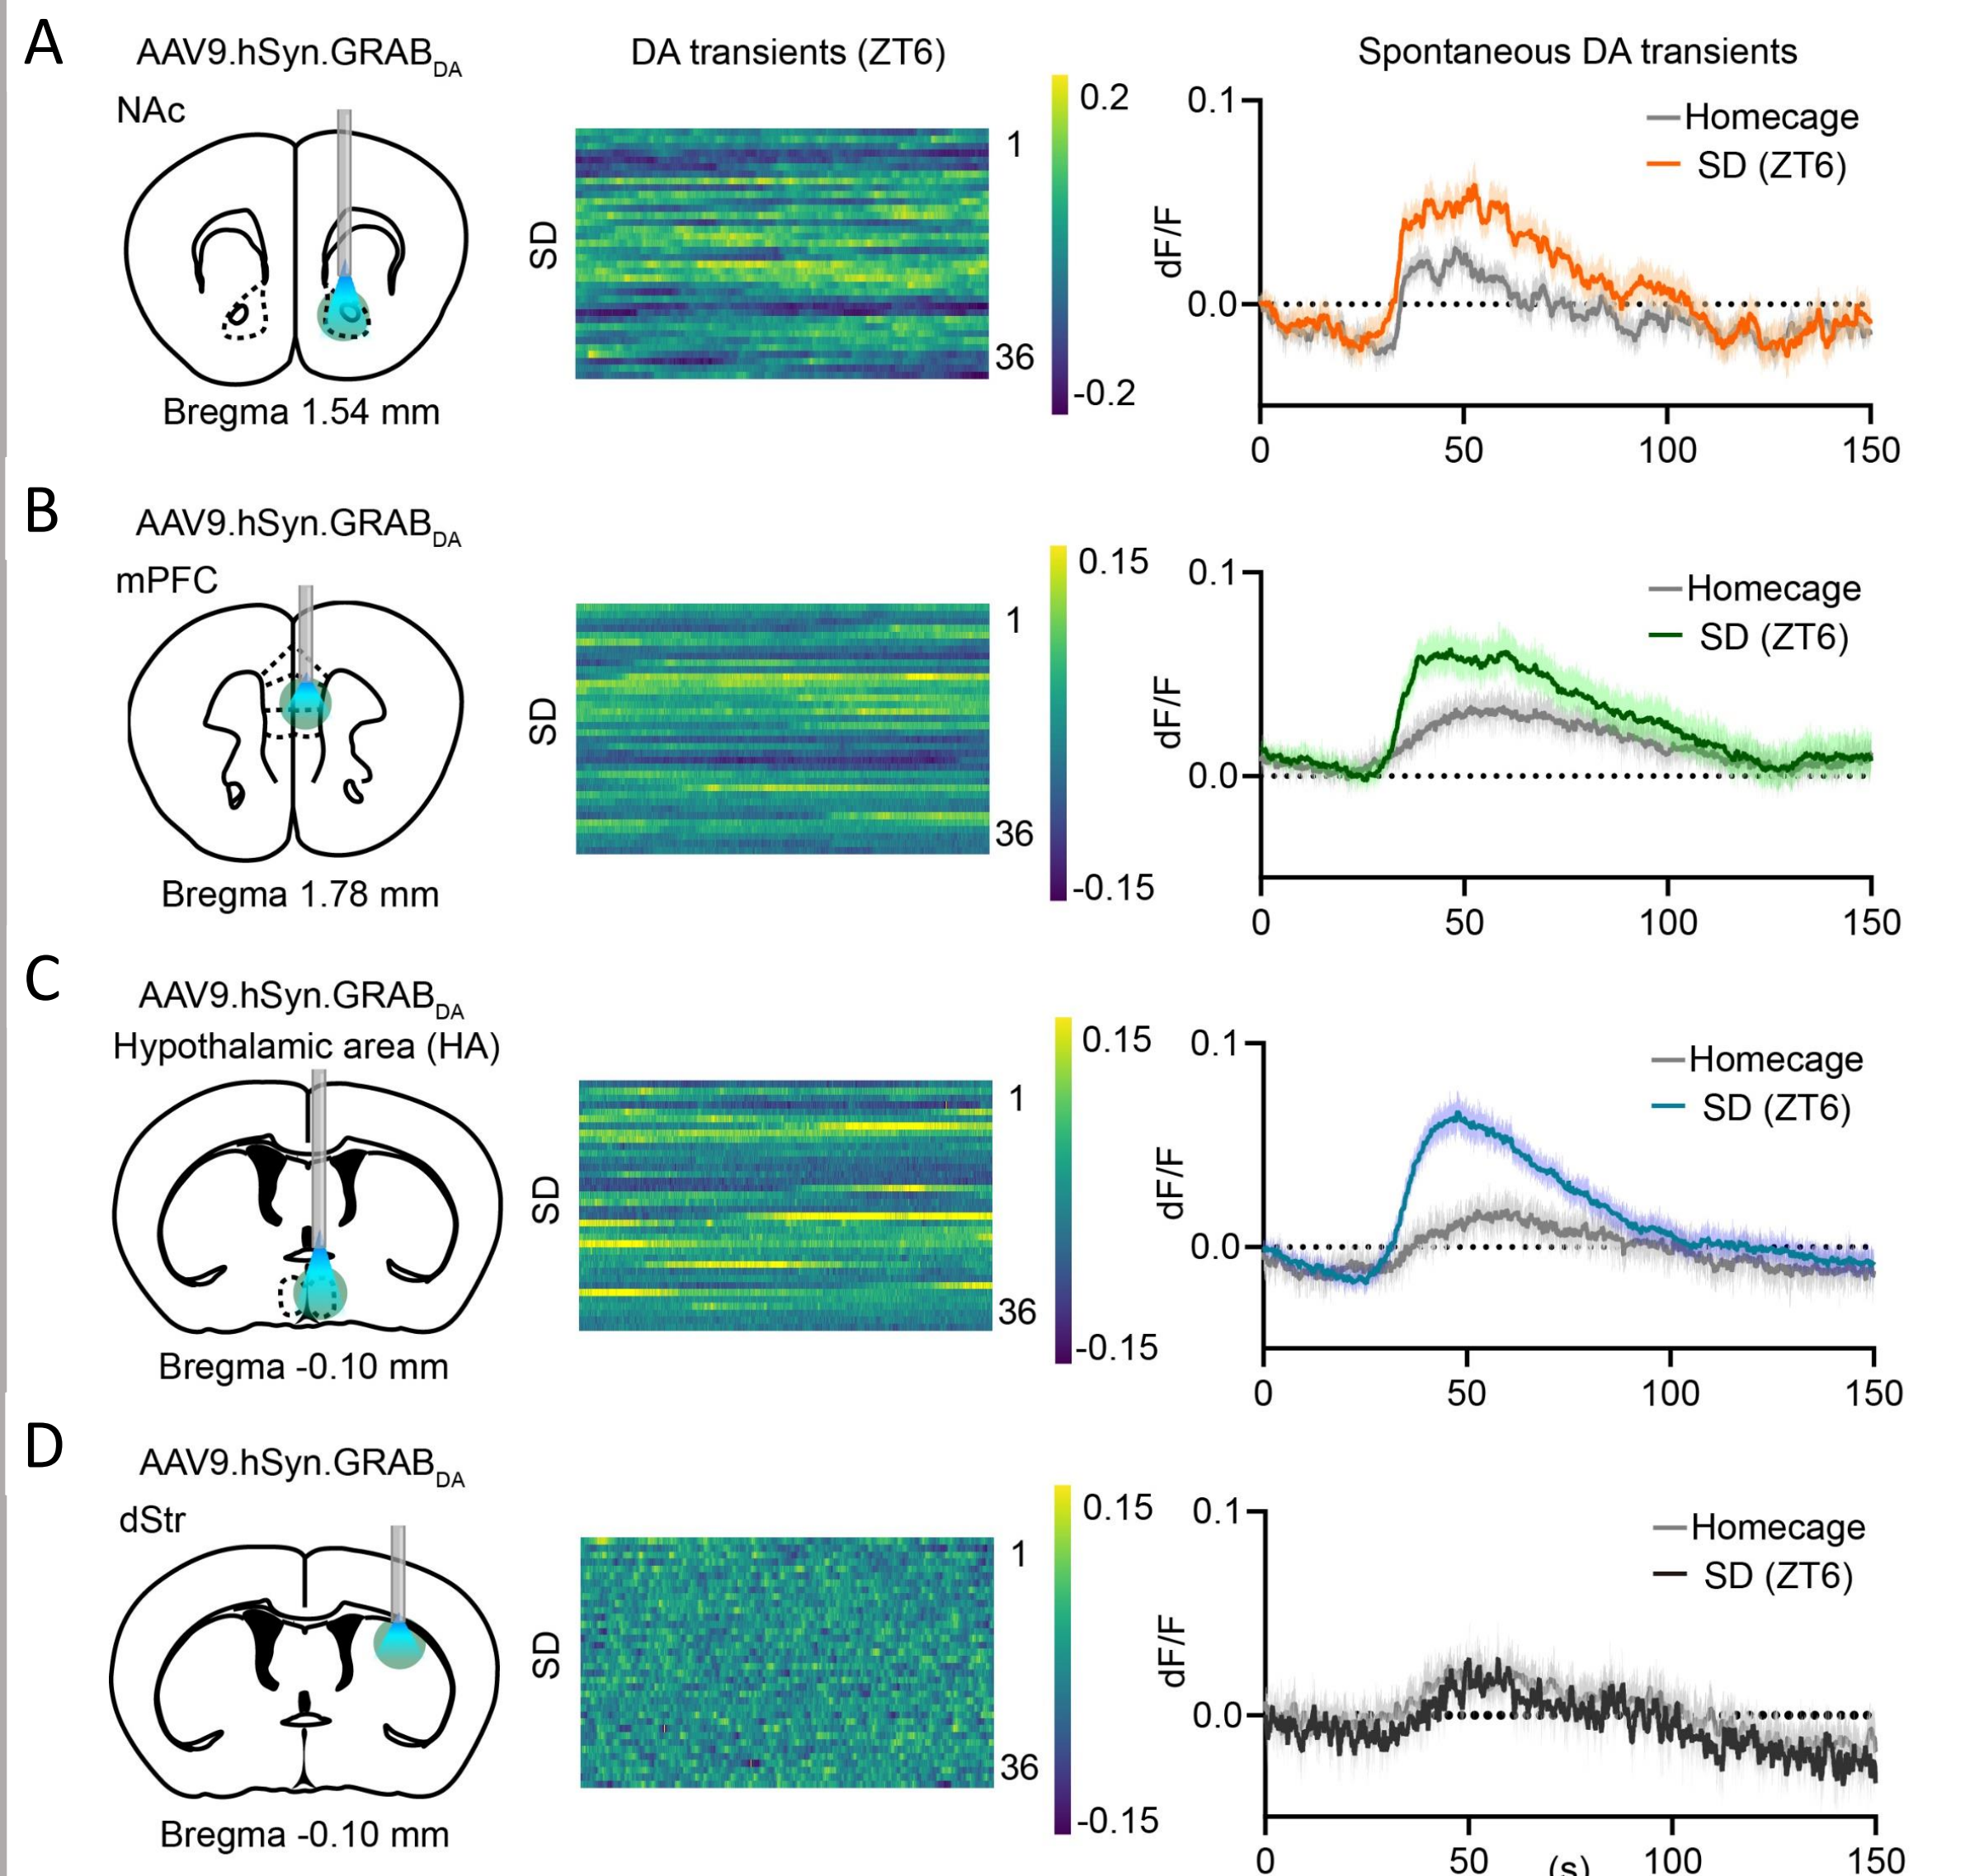 A
AAV9.hSyn.GRABDA
NAc
Bregma 1.54 mm
DA transients (ZT6)
SD
1
36
0.2
-0.2
Spontaneous DA transients
Homecage
SD (ZT6)
dF/F
0.1
0.0
0 50 100 150
B
AAV9.hSyn.GRABDA
mPFC
Bregma 1.78 mm
SD
1
36
0.15
-0.15
Homecage
SD (ZT6)
dF/F
0.1
0.0
0 50 100 150
C
AAV9.hSyn.GRABDA
Hypothalamic area (HA)
Bregma -0.10 mm
SD
1
36
0.15
-0.15
Homecage
SD (ZT6)
dF/F
0.1
0.0
0 50 100 150
D
AAV9.hSyn.GRABDA
dStr
Bregma -0.10 mm
SD
1
36
0.15
-0.15
Homecage
SD (ZT6)
dF/F
0.1
0.0
0 50 (s) 100 150